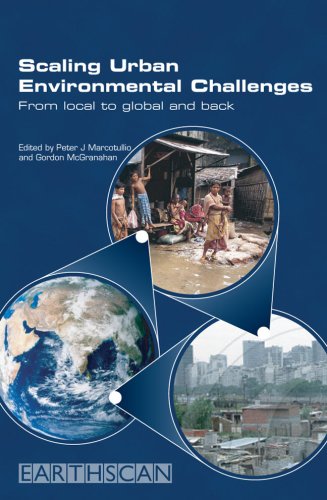 Scaling Urban
Environmental Challenges
From local to global and back
Edited by Peter J Marcotullio
and Gordon McGranahan
EARTHSCAN